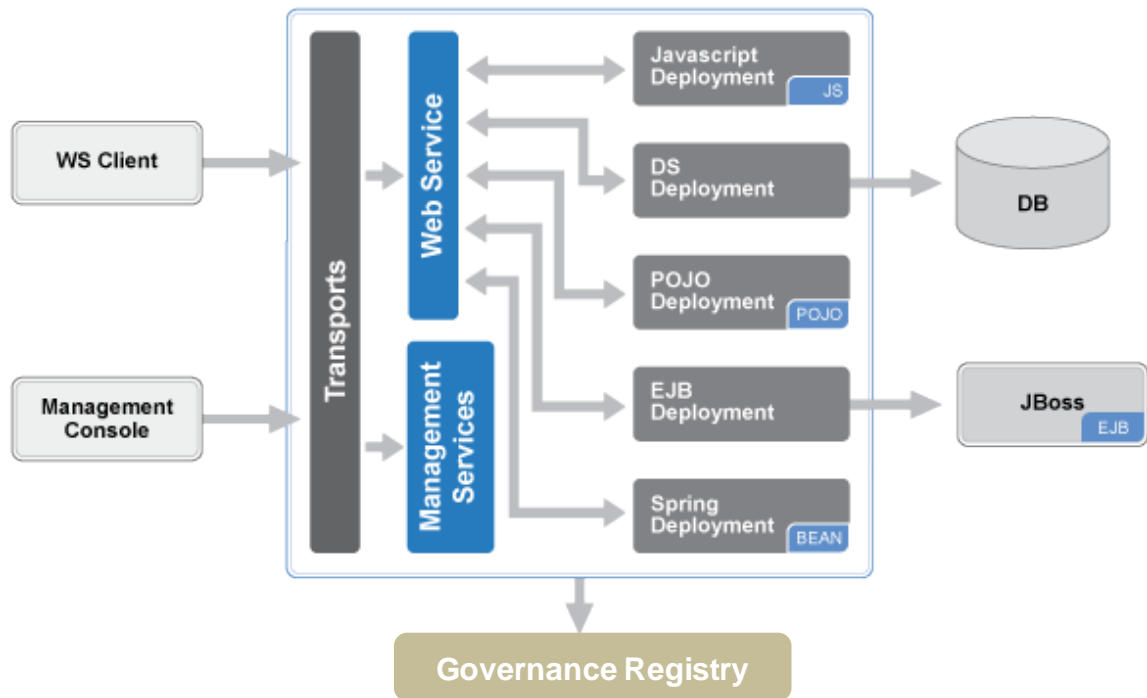 WS Client
Management
Console
Transports
Web Service
Management
Services
Javascript
Deployment
JS
DS
Deployment
POJO
Deployment
POJO
EJB
Deployment
Spring
Deployment
BEAN
DB
JBoss
EJB
Governance Registry